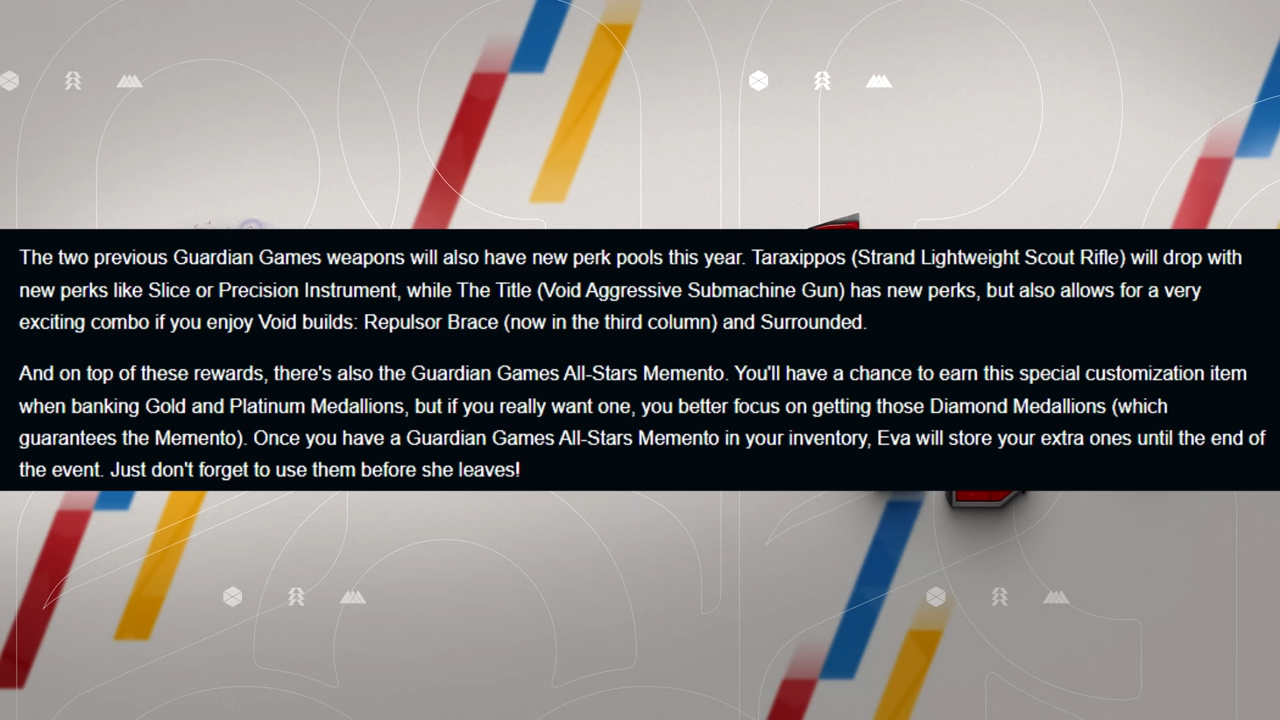 The two previous Guardian Games weapons will also have new perk pools this year. Taraxippos (Strand Lightweight Scout Rifle) will drop with
new perks like Slice or Precision Instrument, while The Title (Void Aggressive Submachine Gun) has new perks, but also allows for a very
exciting combo if you enjoy Void builds: Repulsor Brace (now in the third column) and Surrounded.
And on top of these rewards, there's also the Guardian Games All-Stars Memento. You'll have a chance to earn this special customization item
when banking Gold and Platinum Medallions, but if you really want one, you better focus on getting those Diamond Medallions (which
guarantees the Memento). Once you have a Guardian Games All-Stars Memento in your inventory, Eva will store your extra ones until the end of
the event. Just don't forget to use them before she leaves!